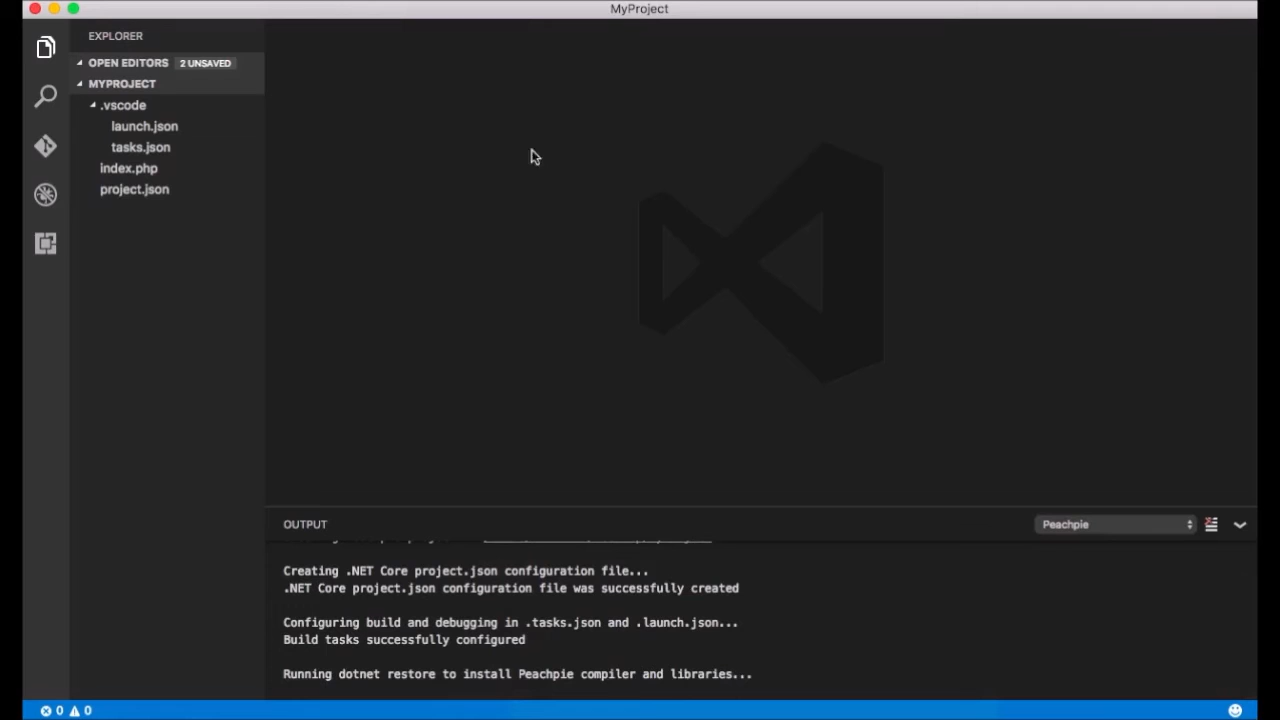 MyProject
EXPLORER
OPEN EDITORS 2 UNSAVED
MYPROJECT
.vscode
launch.json
tasks.json
index.php
project.json
OUTPUT
Peachpie
Creating .NET Core project.json configuration file...
.NET Core project.json configuration file was successfully created
Configuring build and debugging in .tasks.json and .launch.json...
Build tasks successfully configured
Running dotnet restore to install Peachpie compiler and libraries...
0 0